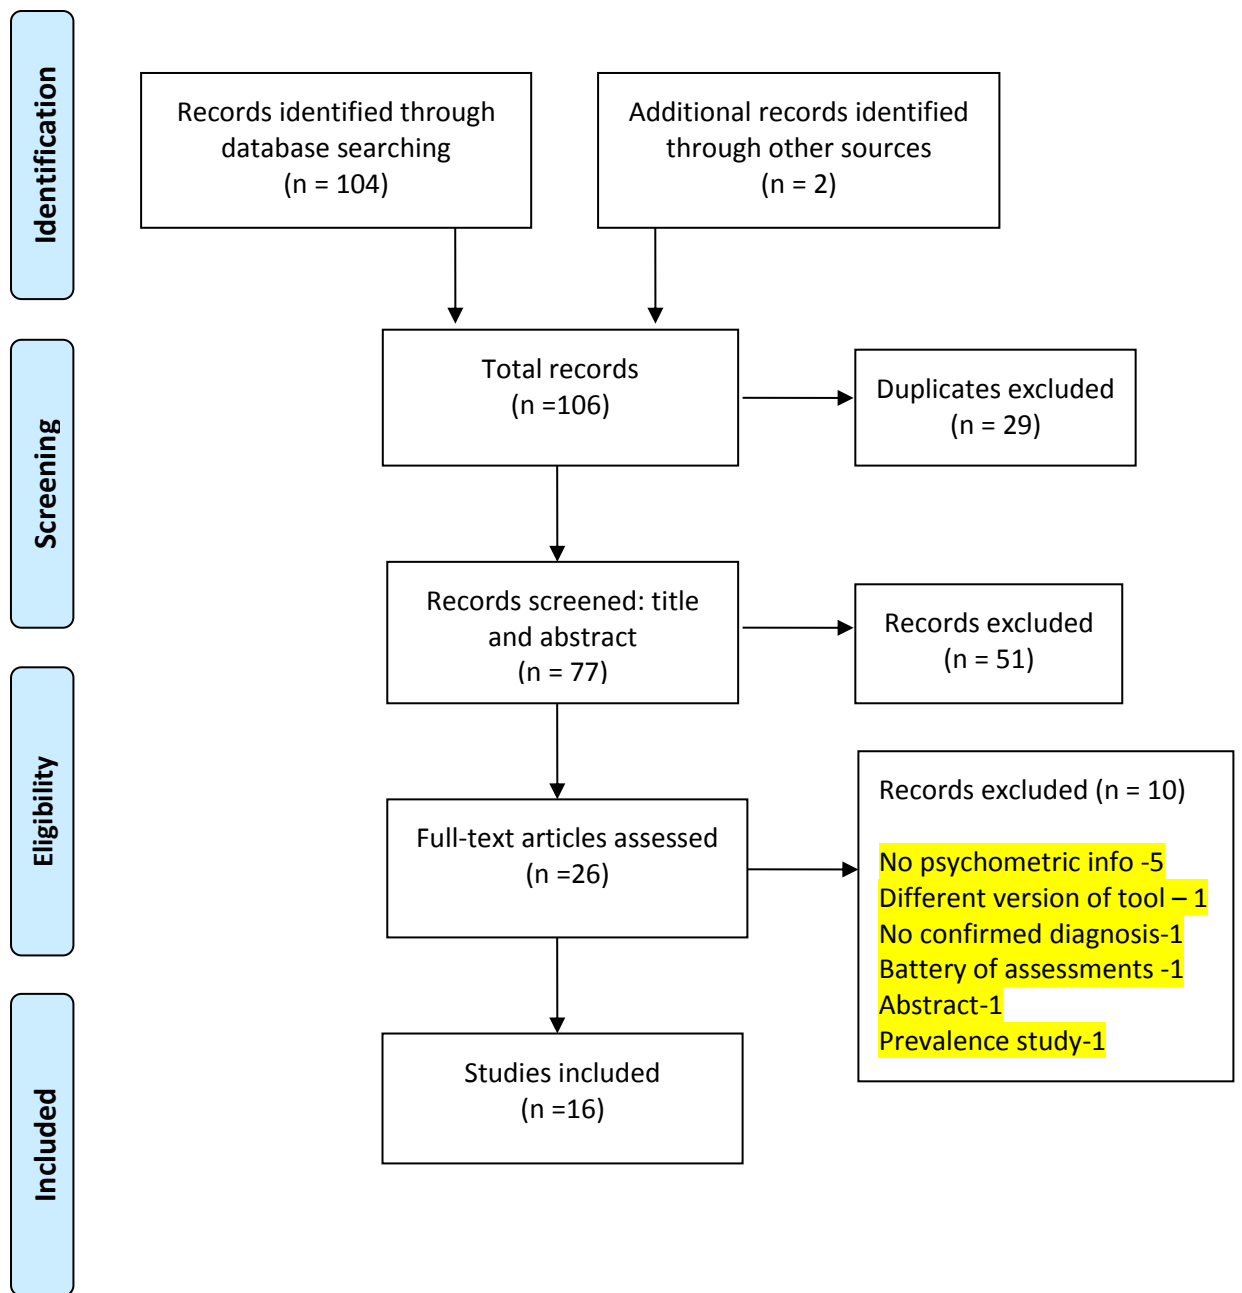 Identification
Records identified through
database searching
(n = 104)
Additional records identified
through other sources
(n = 2)
Screening
Total records
(n =106)
Duplicates excluded
(n = 29)
Records screened: title
and abstract
(n = 77)
Records excluded
(n = 51)
Eligibility
Full-text articles assessed
(n =26)
Records excluded (n = 10)
No psychometric info -5
Different version of tool – 1
No confirmed diagnosis-1
Battery of assessments -1
Abstract-1
Prevalence study-1
Included
Studies included
(n =16)